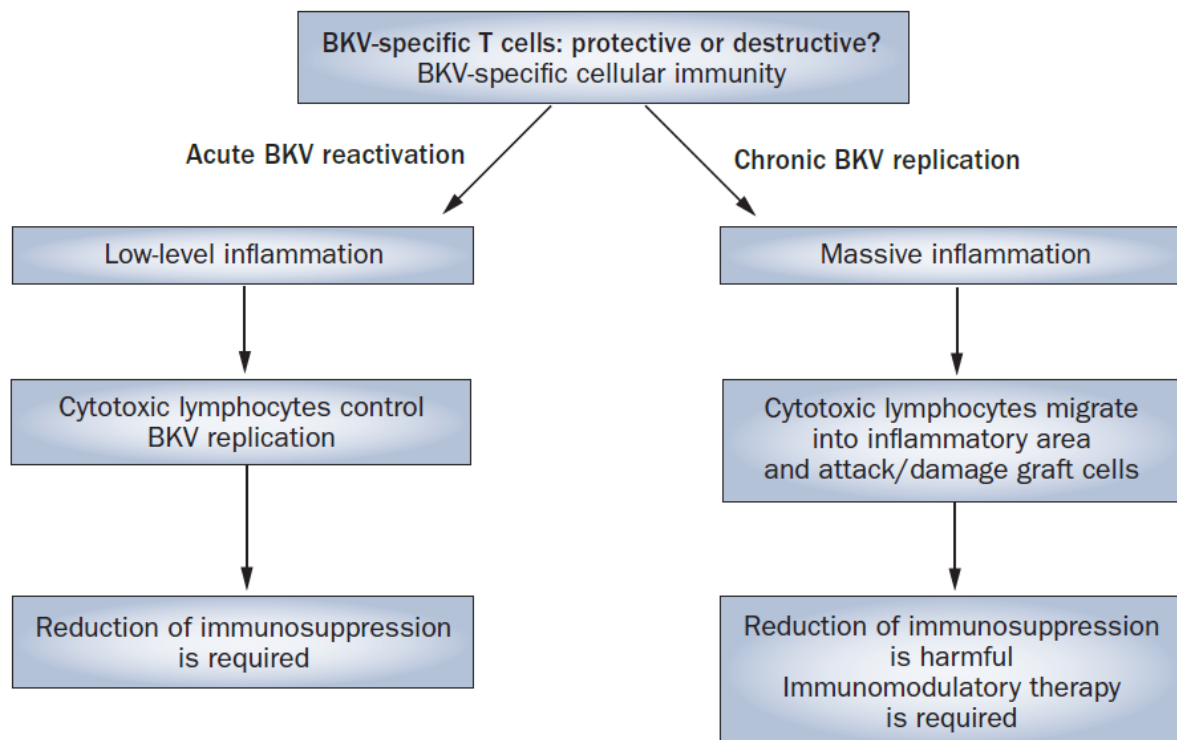 BKV-specific T cells: protective or destructive?
BKV-specific cellular immunity
Acute BKV reactivation
Chronic BKV replication
Low-level inflammation
Massive inflammation
Cytotoxic lymphocytes control
BKV replication
Cytotoxic lymphocytes migrate
into inflammatory area
and attack/damage graft cells
Reduction of immunosuppression
is required
Reduction of immunosuppression
is harmful
Immunomodulatory therapy
is required